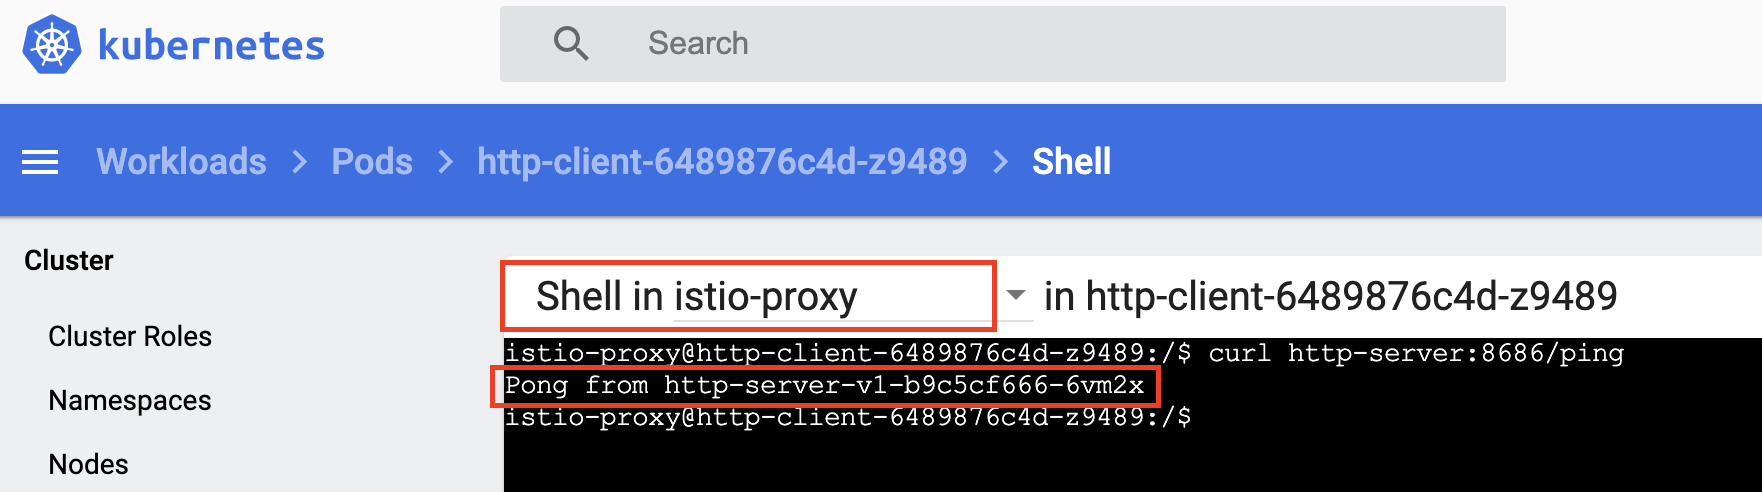 kubernetes
Search
Workloads > Pods > http-client-6489876c4d-z9489 > Shell
Cluster
Cluster Roles
Namespaces
Nodes
Shell in istio-proxy in http-client-6489876c4d-z9489
istio-proxy@http-client-6489876c4d-z9489:/$ curl http-server:8686/ping
Pong from http-server-v1-b9c5cf666-6vm2x
istio-proxy@http-client-6489876c4d-z9489:/$